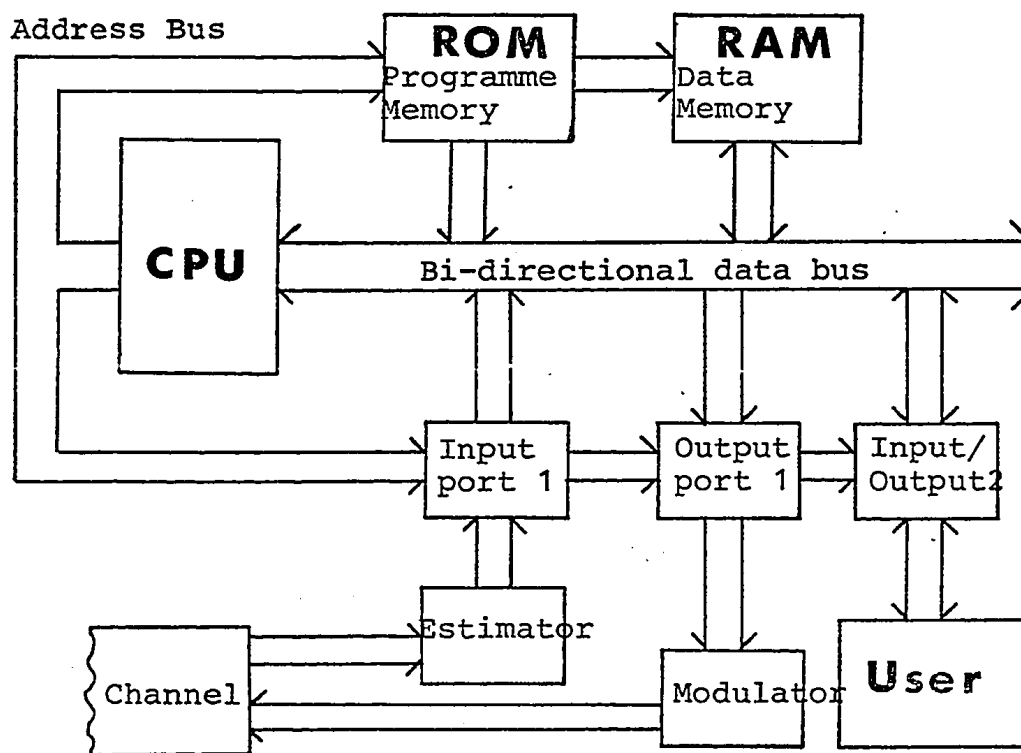 Address Bus
ROM
Programme
Memory
RAM
Data
Memory
CPU
Bi-directional data bus
Input
port 1
Output
port 1
Input/
Output2
Estimator
Channel
Modulator
User